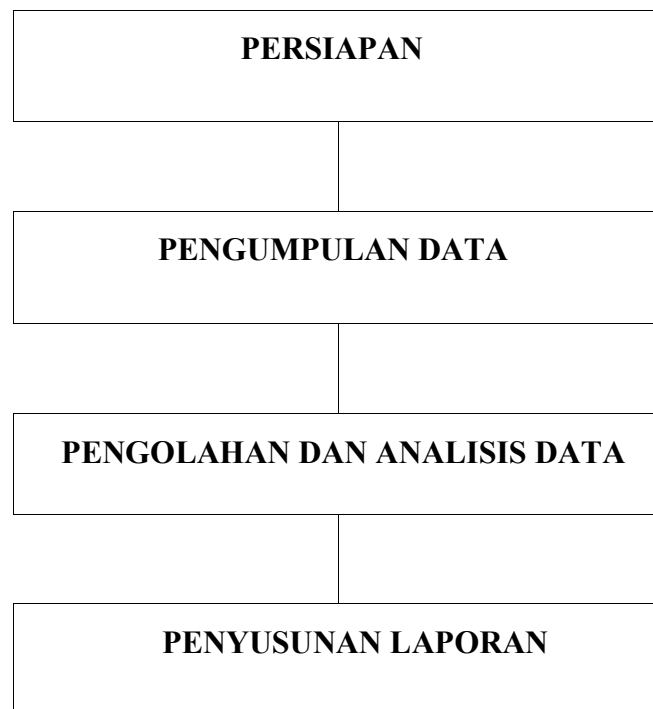 PERSIAPAN
PENGUMPULAN DATA
PENGOLAHAN DAN ANALISIS DATA
PENYUSUNAN LAPORAN